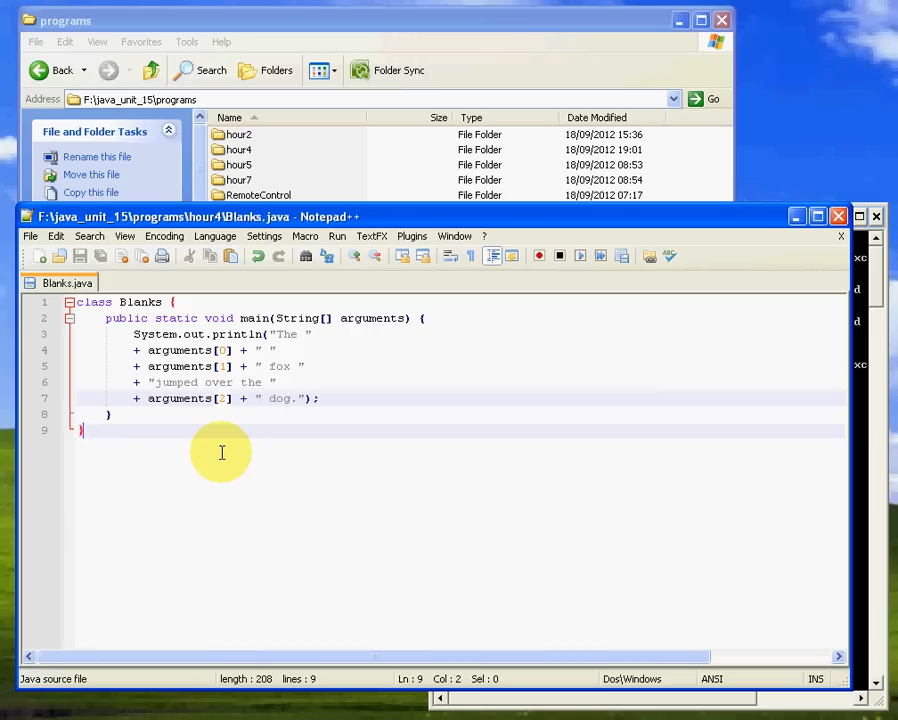 programs
File Edit View Favorites Tools Help
Back Search Folders Folder Sync
Address F:\java_unit_15\programs Go
Name Size Type Date Modified
File and Folder Tasks
Rename this file
Move this file
Copy this file
hour2 File Folder 18/09/2012 15:36
hour4 File Folder 18/09/2012 19:01
hour5 File Folder 18/09/2012 08:53
hour7 File Folder 18/09/2012 08:54
RemoteControl File Folder 18/09/2012 07:17
F:\java_unit_15\programs\hour4\Blanks.java - Notepad++
File Edit Search View Encoding Language Settings Macro Run TextFX Plugins Window ? X
Blanks.java
1 class Blanks {
2 public static void main(String[] arguments) {
3 System.out.println("The "
4 + arguments[0] + " "
5 + arguments[1] + " fox "
6 + "jumped over the "
7 + arguments[2] + " dog.");
8 }
9 }
xc
d
d
xc
Java source file length : 208 lines : 9 Ln : 9 Col : 2 Sel : 0 Dos\Windows ANSI INS